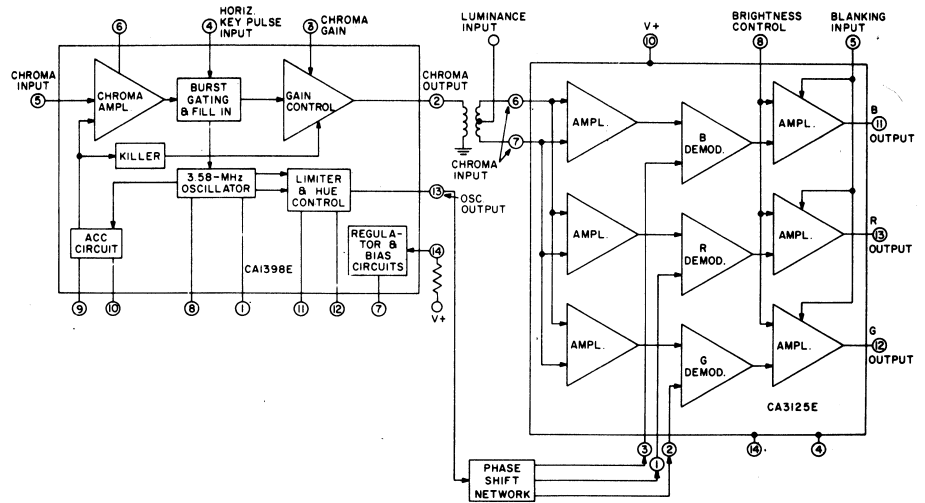 HORIZ.
KEY PULSE
INPUT
6
4
3
CHROMA
GAIN
CHROMA
INPUT
5
CHROMA
AMPL.
BURST
GATING
& FILL IN
GAIN
CONTROL
CHROMA
OUTPUT
2
KILLER
3.58-MHz
OSCILLATOR
LIMITER
& HUE
CONTROL
13
OSC
OUTPUT
ACC
CIRCUIT
CA1398E
REGULA-
TOR &
BIAS
CIRCUITS
14
V+
9
10
8
1
11
12
7
LUMINANCE
INPUT
6
7
CHROMA
INPUT
V+
10
BRIGHTNESS
CONTROL
8
BLANKING
INPUT
5
AMPL.
B
DEMOD.
AMPL.
B
11
OUTPUT
AMPL.
R
DEMOD.
AMPL.
R
13
OUTPUT
AMPL.
G
DEMOD.
AMPL.
G
12
OUTPUT
CA3125E
3
1
2
14
4
PHASE
SHIFT
NETWORK